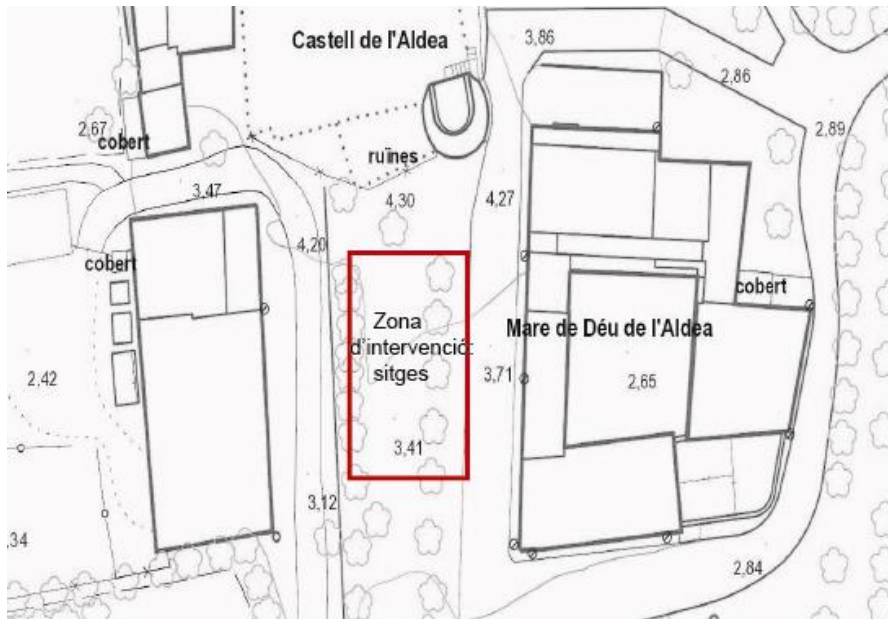 3,86
Castell de l'Aldea
2,86
2,67
cobert
2,89
ruïnes
3,47
4,30
4,27
4,20
cobert
cobert
Zona
d'intervenció:
sitges
Mare de Déu de l'Aldea
2,42
3,71
2,65
3,41
3,12
,34
2,84